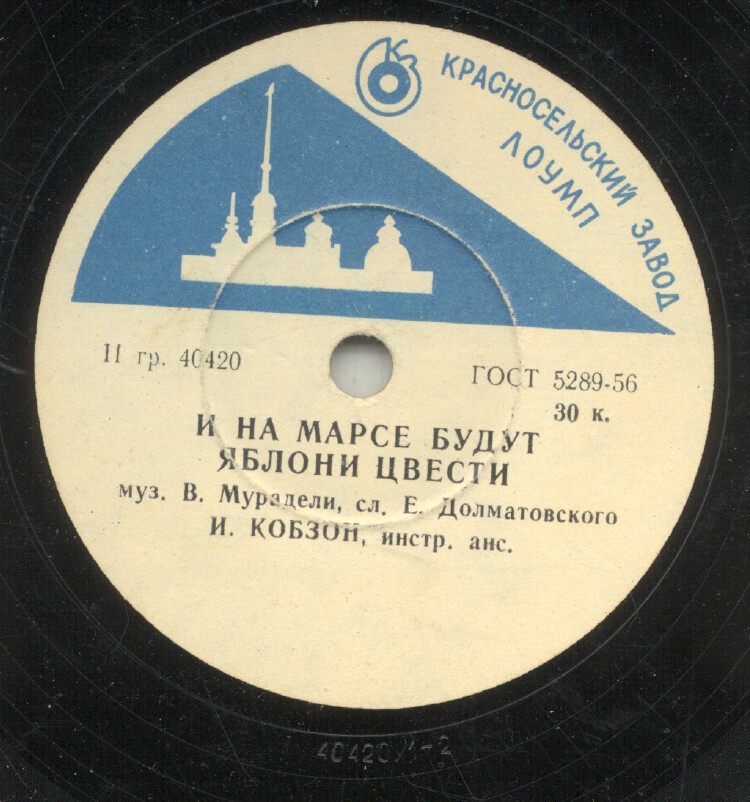 КЗ
КРАСНОСЕЛЬСКИЙ ЗАВОД
ЛОУМП
II гр. 40420
ГОСТ 5289-56
30 к.
И НА МАРСЕ БУДУТ
ЯБЛОНИ ЦВЕСТИ
муз. В. Мурадели, сл. Е. Долматовского
И. КОБЗОН, инстр. анс.